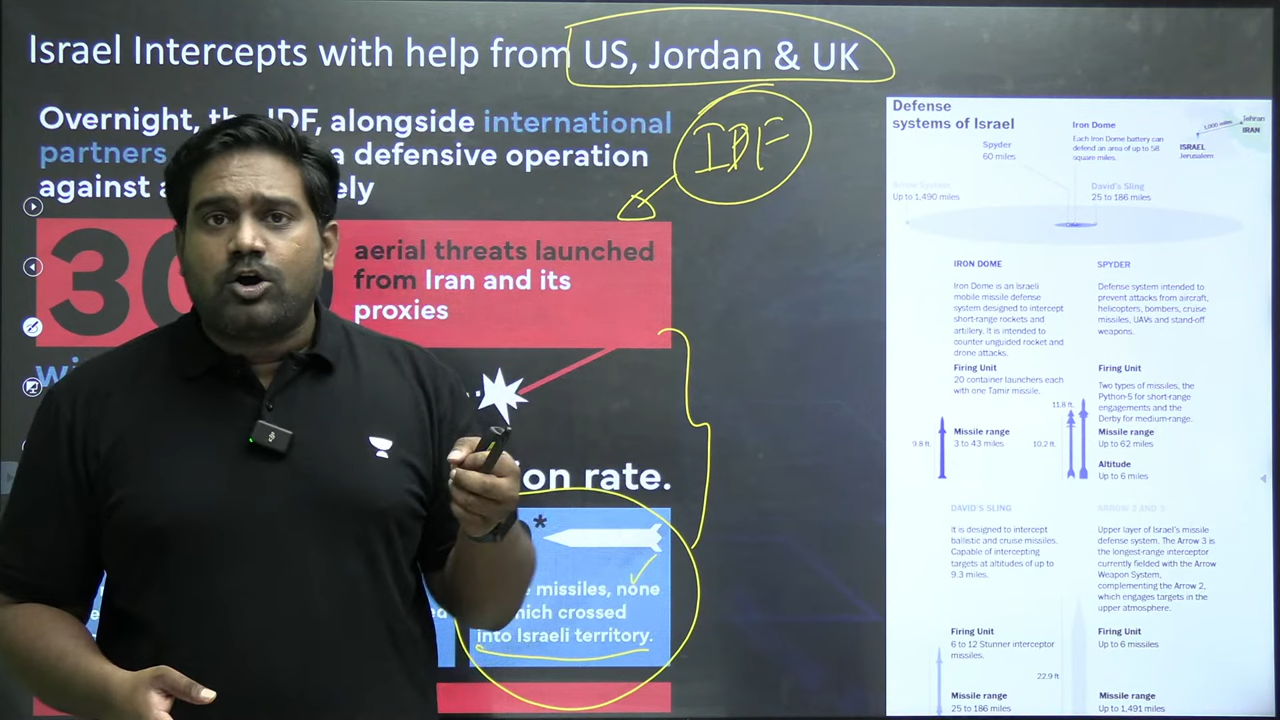 Israel Intercepts with help from US, Jordan & UK
Overnight, the IDF, alongside international
partners a defensive operation
against
IDF
30
aerial threats launched
from Iran and its
proxies
ion rate.
*
missiles, none
which crossed
into Israeli territory.
Defense
systems of Israel
Spyder
60 miles
Iron Dome
Each Iron Dome battery can
defend an area of up to 58
square miles.
1,000 miles
Tehran
IRAN
ISRAEL
Jerusalem
Arrow System
Up to 1,490 miles
David's Sling
25 to 186 miles
IRON DOME
Iron Dome is an Israeli
mobile missile defense
system designed to intercept
short-range rockets and
artillery. It is intended to
counter unguided rocket and
drone attacks.
Firing Unit
20 container launchers each
with one Tamir missile.
9.8 ft.
Missile range
3 to 43 miles
SPYDER
Defense system intended to
prevent attacks from aircraft,
helicopters, bombers, cruise
missiles, UAVs and stand-off
weapons.
Firing Unit
Two types of missiles, the
Python-5 for short-range
engagements and the
Derby for medium-range.
11.8 ft.
10.2 ft.
Missile range
Up to 62 miles
Altitude
Up to 6 miles
DAVID'S SLING
It is designed to intercept
ballistic and cruise missiles.
Capable of intercepting
targets at altitudes of up to
9.3 miles.
Firing Unit
6 to 12 Stunner interceptor
missiles.
22.9 ft
Missile range
25 to 186 miles
ARROW 2 AND 3
Upper layer of Israel's missile
defense system. The Arrow 3 is
the longest-range interceptor
currently fielded with the Arrow
Weapon System,
complementing the Arrow 2,
which engages targets in the
upper atmosphere.
Firing Unit
Up to 6 missiles
Missile range
Up to 1,491 miles